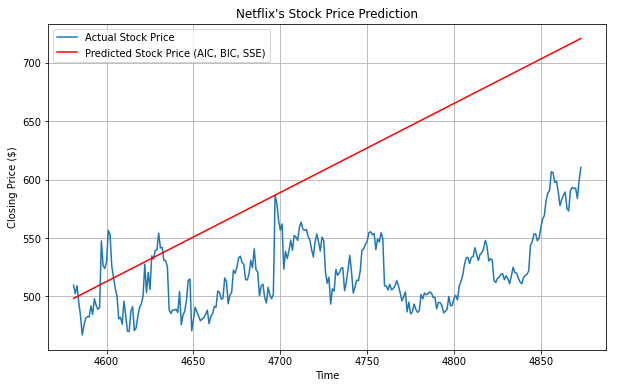 Netflix's Stock Price Prediction
Actual Stock Price
Predicted Stock Price (AIC, BIC, SSE)
Closing Price ($)
700
650
600
550
500
4600 4650 4700 4750 4800 4850
Time